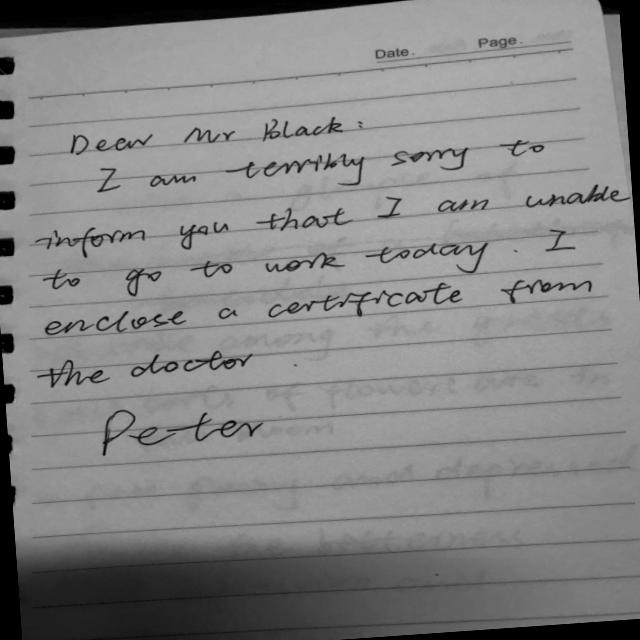 Date. Page.
Dear Mr Black:
I am terribly sorry to
inform you that I am unable
to go to work today. I
enclose a certificate from
the doctor.
Peter